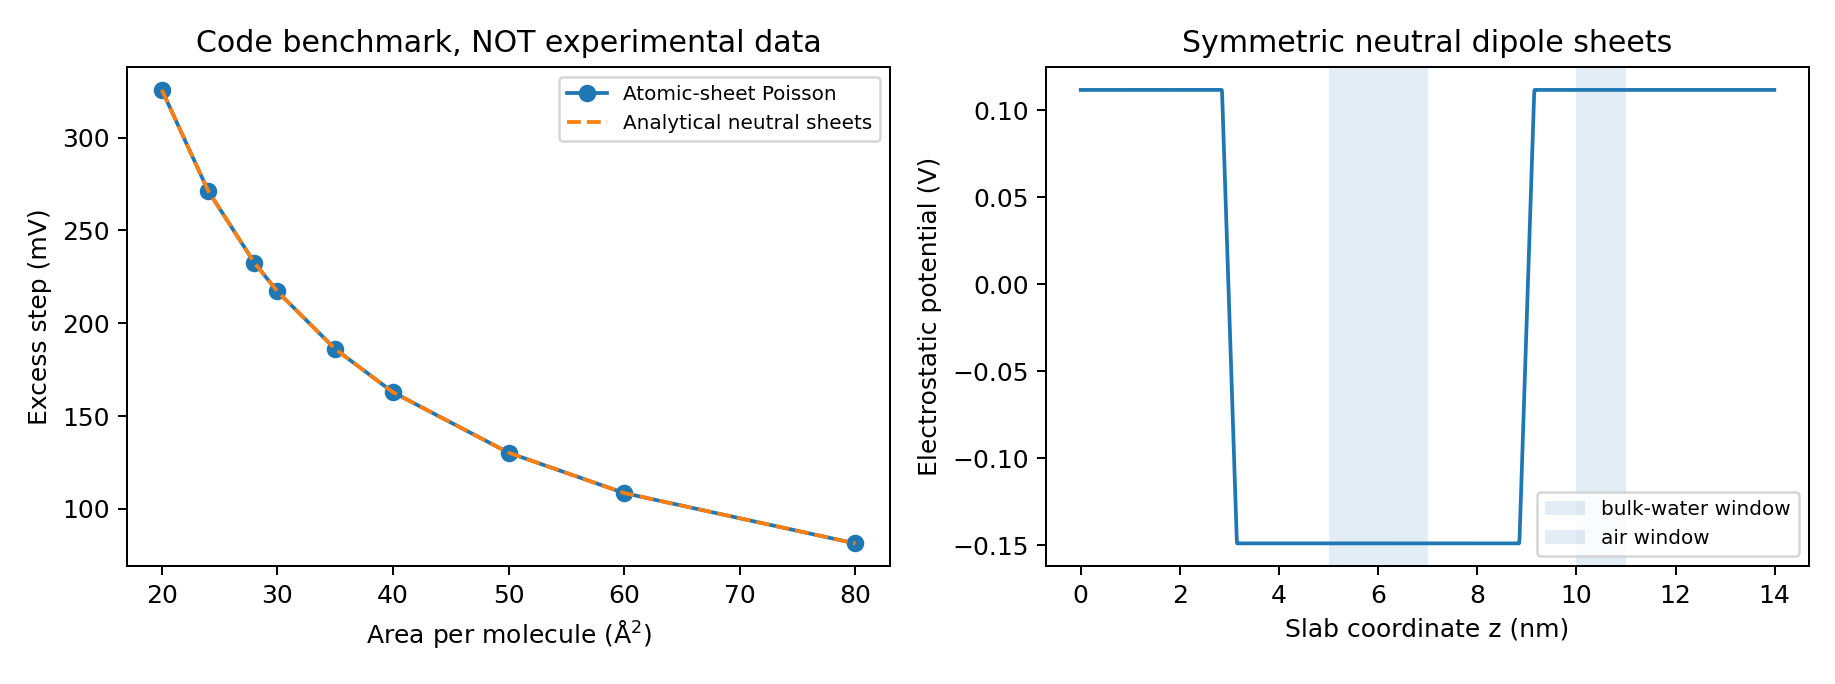 Code benchmark, NOT experimental data
Excess step (mV)
300
250
200
150
100
Atomic-sheet Poisson
Analytical neutral sheets
20
30
40
50
60
70
80
Area per molecule (Å²)
Symmetric neutral dipole sheets
Electrostatic potential (V)
0.10
0.05
0.00
−0.05
−0.10
−0.15
bulk-water window
air window
0
2
4
6
8
10
12
14
Slab coordinate z (nm)